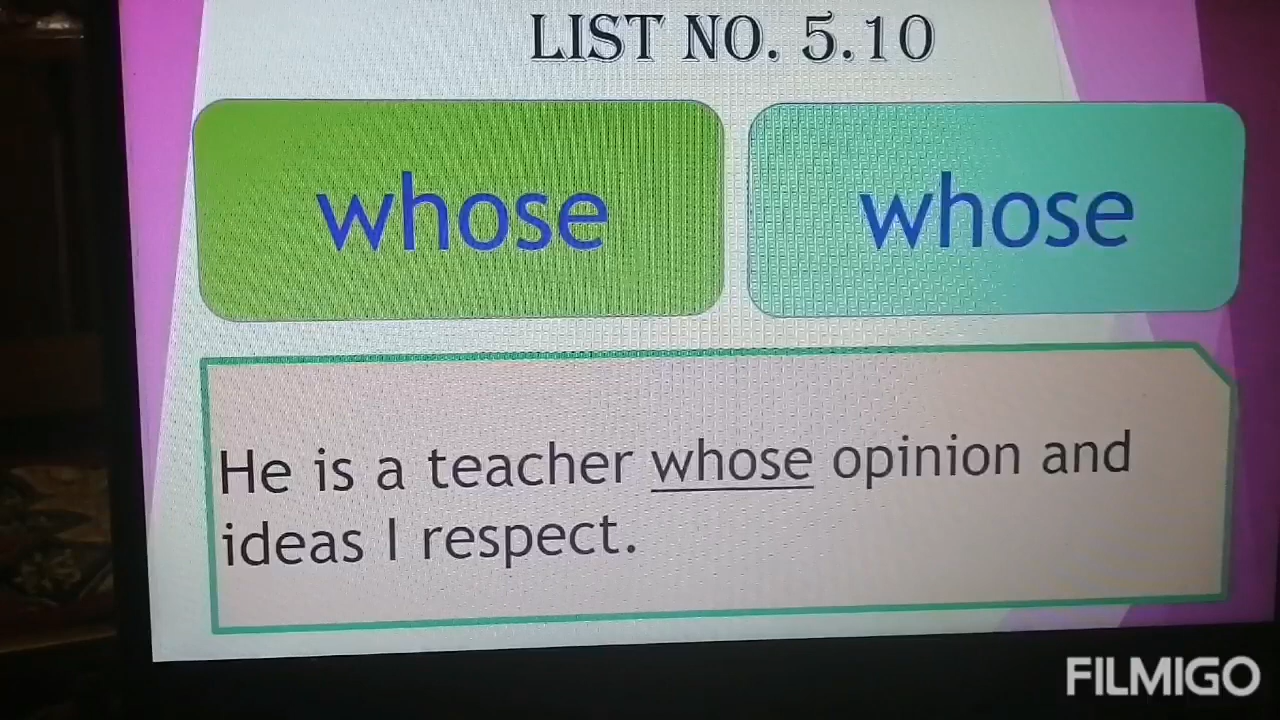 LIST NO. 5.10
whose whose
He is a teacher whose opinion and
ideas I respect.
FILMIGO